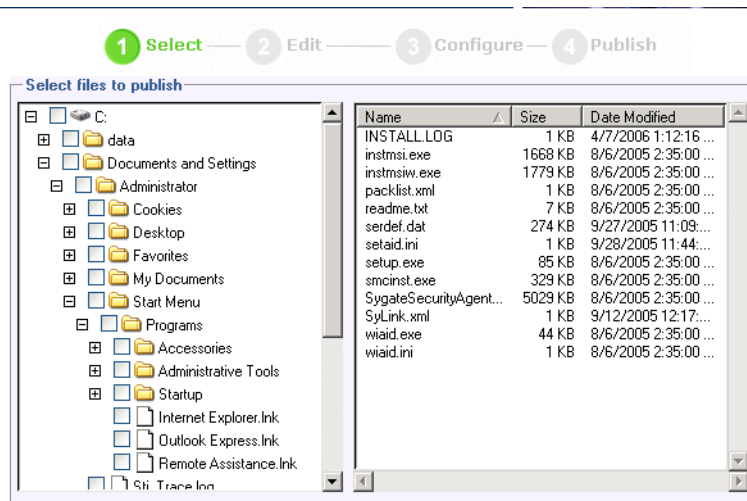 1 Select 2 Edit 3 Configure 4 Publish
Select files to publish
C:
data
Documents and Settings
Administrator
Cookies
Desktop
Favorites
My Documents
Start Menu
Programs
Accessories
Administrative Tools
Startup
Internet Explorer.lnk
Outlook Express.lnk
Remote Assistance.lnk
Sti_Trace.log
Name Size Date Modified
INSTALL.LOG 1 KB 4/7/2006 1:12:16 ...
instmsi.exe 1668 KB 8/6/2005 2:35:00 ...
instmsiw.exe 1779 KB 8/6/2005 2:35:00 ...
packlist.xml 1 KB 8/6/2005 2:35:00 ...
readme.txt 7 KB 8/6/2005 2:35:00 ...
serdef.dat 274 KB 9/27/2005 11:09:...
setaid.ini 1 KB 9/28/2005 11:44:...
setup.exe 85 KB 8/6/2005 2:35:00 ...
smcinst.exe 329 KB 8/6/2005 2:35:00 ...
SygateSecurityAgent... 5029 KB 8/6/2005 2:35:00 ...
SyLink.xml 1 KB 9/12/2005 12:17:...
wiaid.exe 44 KB 8/6/2005 2:35:00 ...
wiaid.ini 1 KB 8/6/2005 2:35:00 ...